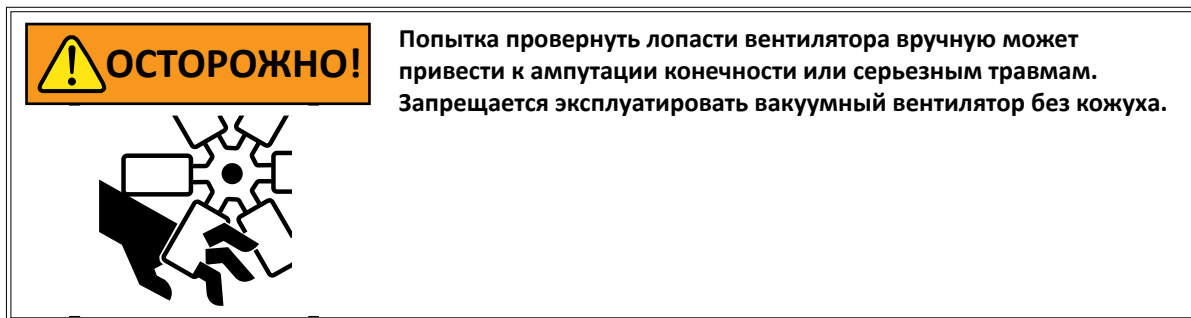 ОСТОРОЖНО!
Попытка провернуть лопасти вентилятора вручную может
привести к ампутации конечности или серьезным травмам.
Запрещается эксплуатировать вакуумный вентилятор без кожуха.